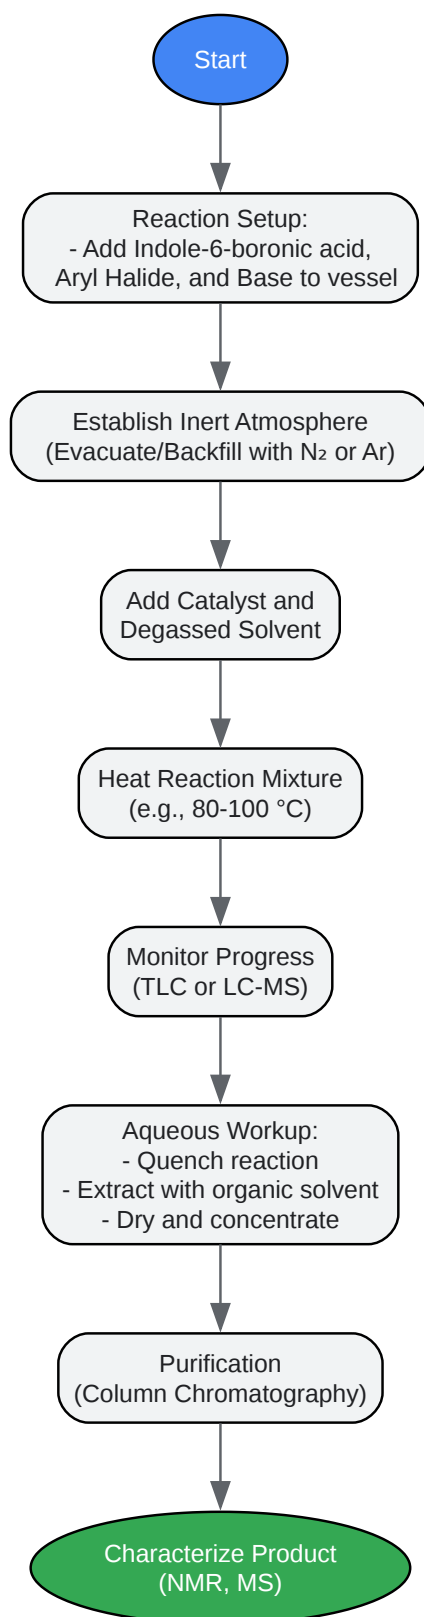 Start
Reaction Setup:
- Add Indole-6-boronic acid,
Aryl Halide, and Base to vessel
Establish Inert Atmosphere
(Evacuate/Backfill with N₂ or Ar)
Add Catalyst and
Degassed Solvent
Heat Reaction Mixture
(e.g., 80-100 °C)
Monitor Progress
(TLC or LC-MS)
Aqueous Workup:
- Quench reaction
- Extract with organic solvent
- Dry and concentrate
Purification
(Column Chromatography)
Characterize Product
(NMR, MS)